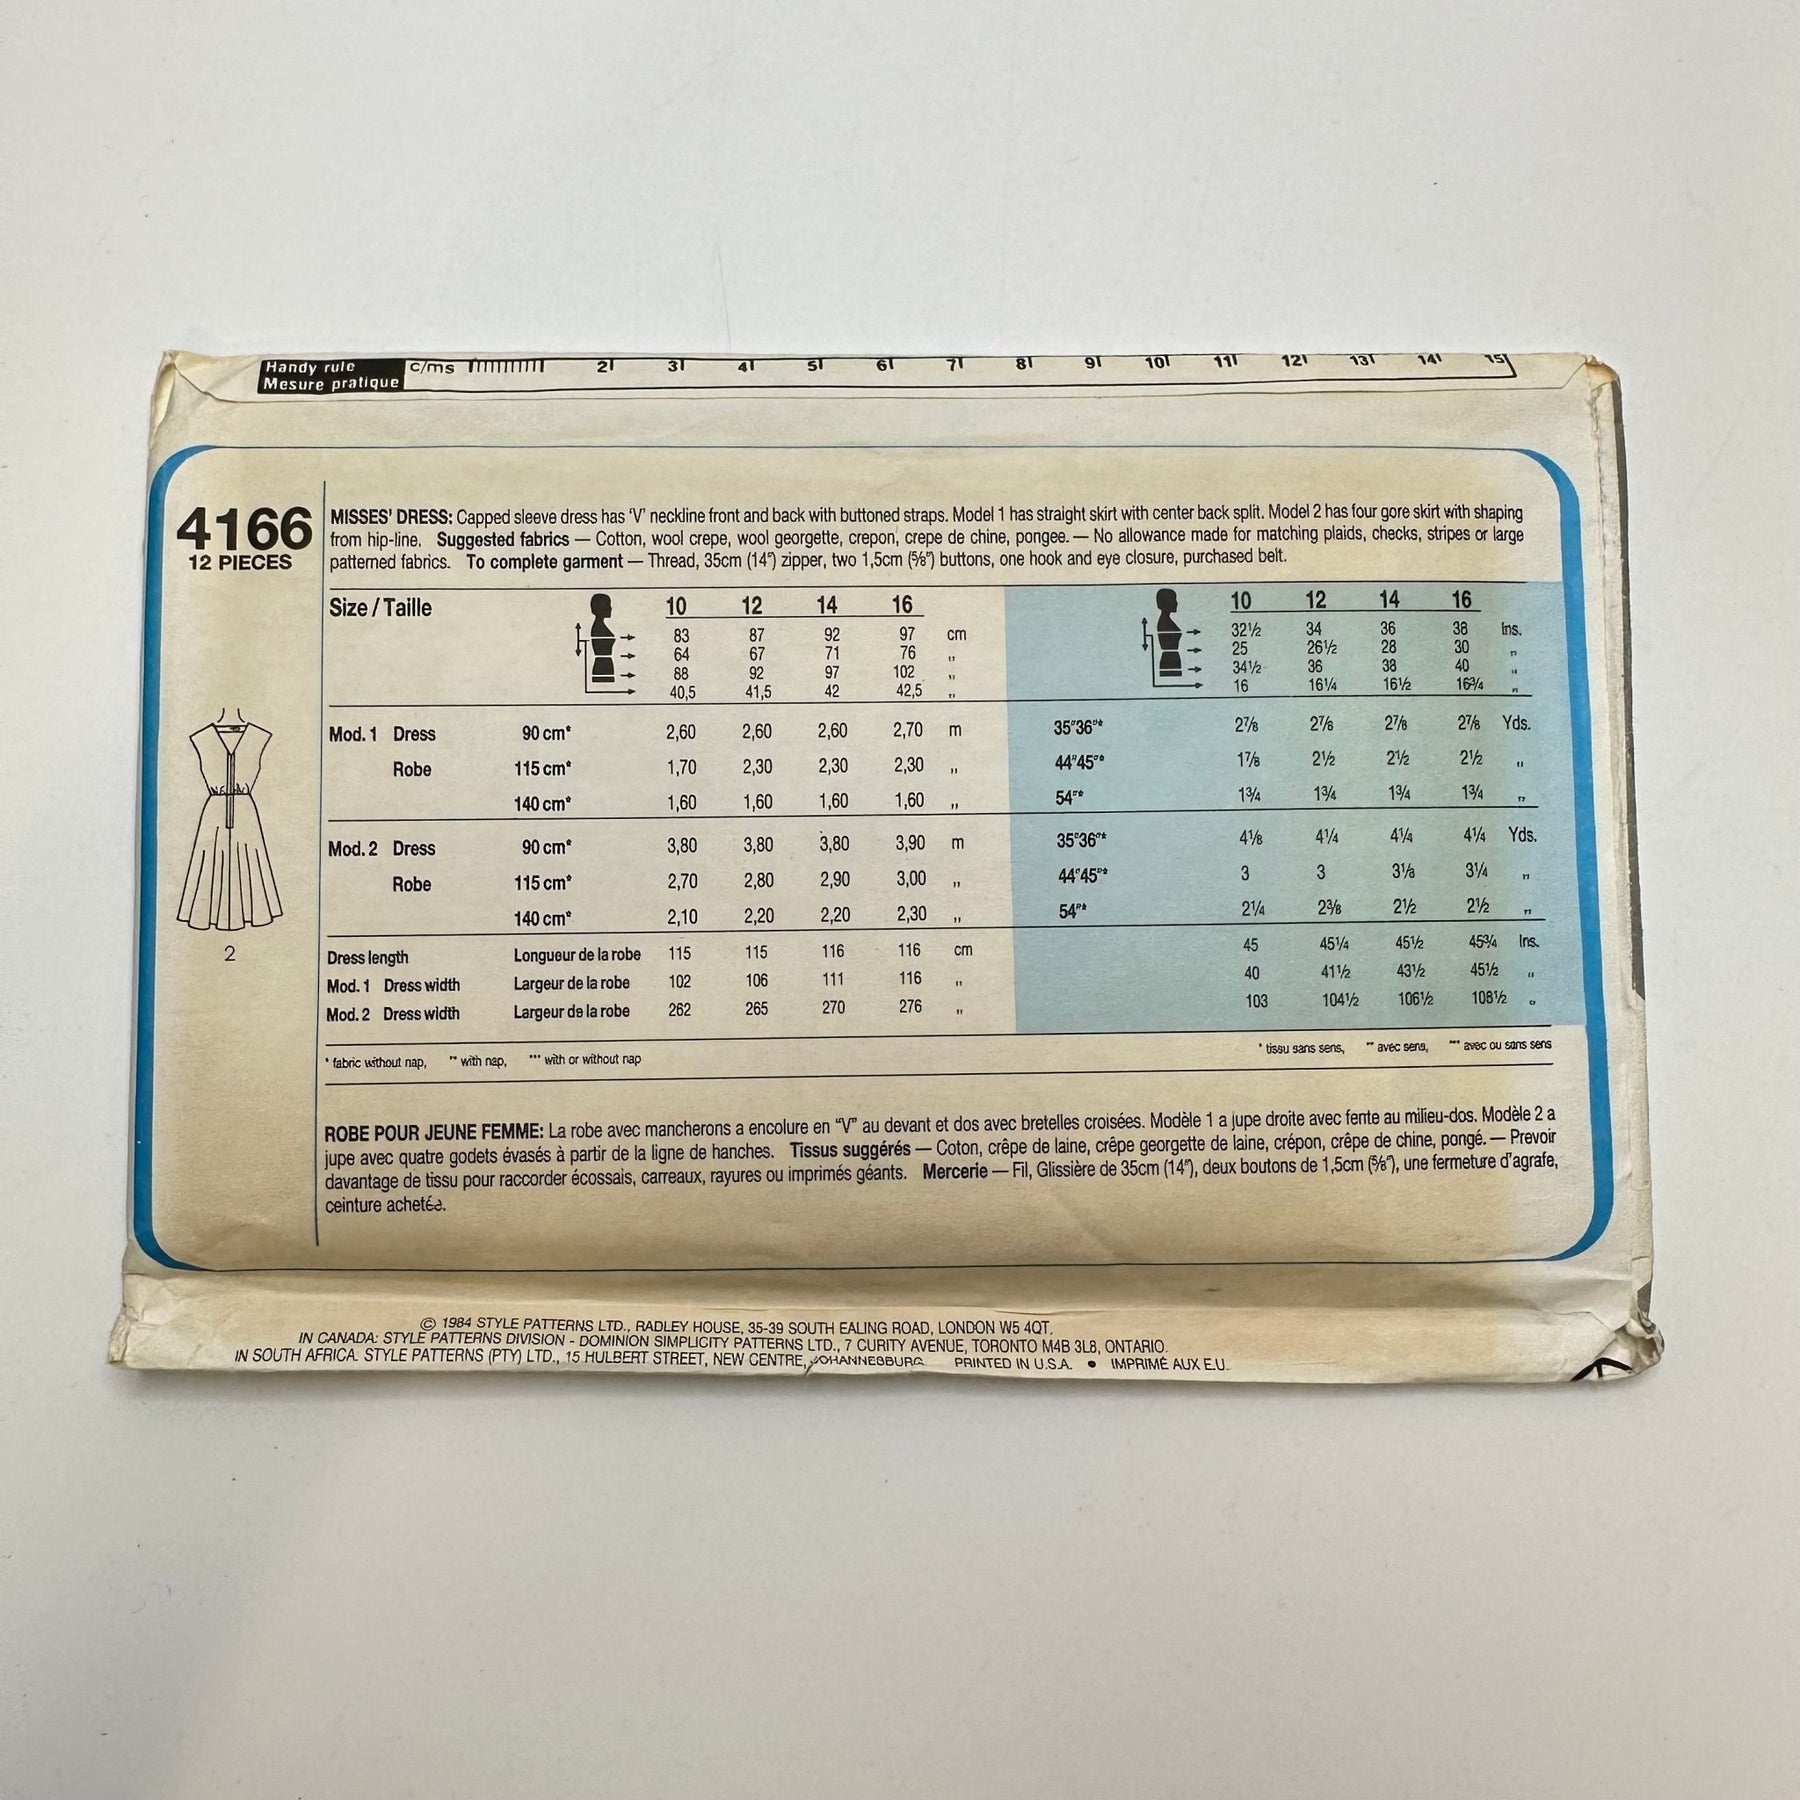 Handy rule c/ms 2 3 4 5 6 7 8 9 10 11 12 13 14 15
Mesure pratique
4166
12 PIECES
MISSES' DRESS: Capped sleeve dress has 'V' neckline front and back with buttoned straps. Model 1 has straight skirt with center back split. Model 2 has four gore skirt with shaping
from hip-line. Suggested fabrics — Cotton, wool crepe, wool georgette, crepon, crepe de chine, pongee. — No allowance made for matching plaids, checks, stripes or large
patterned fabrics. To complete garment — Thread, 35cm (14") zipper, two 1,5cm (⅝") buttons, one hook and eye closure, purchased belt.
Size / Taille 10 12 14 16 10 12 14 16
83 87 92 97 cm 32½ 34 36 38 Ins.
64 67 71 76 " 25 26½ 28 30 "
88 92 97 102 " 34½ 36 38 40 "
40,5 41,5 42 42,5 " 16 16¼ 16½ 16¾ "
Mod. 1 Dress 90 cm* 2,60 2,60 2,60 2,70 m 35"36"* 2⅞ 2⅞ 2⅞ 2⅞ Yds.
Robe 115 cm* 1,70 2,30 2,30 2,30 " 44"45"* 1⅞ 2½ 2½ 2½ "
140 cm* 1,60 1,60 1,60 1,60 " 54"* 1¾ 1¾ 1¾ 1¾ "
Mod. 2 Dress 90 cm* 3,80 3,80 3,80 3,90 m 35"36"* 4⅛ 4¼ 4¼ 4¼ Yds.
Robe 115 cm* 2,70 2,80 2,90 3,00 " 44"45"* 3 3 3⅛ 3¼ "
140 cm* 2,10 2,20 2,20 2,30 " 54"* 2¼ 2⅜ 2½ 2½ "
2
Dress length Longueur de la robe 115 115 116 116 cm 45 45¼ 45½ 45¾ Ins.
Mod. 1 Dress width Largeur de la robe 102 106 111 116 " 40 41½ 43½ 45½ "
Mod. 2 Dress width Largeur de la robe 262 265 270 276 " 103 104½ 106½ 108½ "
* fabric without nap, ** with nap, *** with or without nap * tissu sans sens, ** avec sens, *** avec ou sans sens
ROBE POUR JEUNE FEMME: La robe avec mancherons a encolure en "V" au devant et dos avec bretelles croisées. Modèle 1 a jupe droite avec fente au milieu-dos. Modèle 2 a
jupe avec quatre godets évasés à partir de la ligne de hanches. Tissus suggérés — Coton, crêpe de laine, crêpe georgette de laine, crépon, crêpe de chine, pongé. — Prevoir
davantage de tissu pour raccorder écossais, carreaux, rayures ou imprimés géants. Mercerie — Fil, Glissière de 35cm (14"), deux boutons de 1,5cm (⅝"), une fermeture d'agrafe,
ceinture achetée.
© 1984 STYLE PATTERNS LTD., RADLEY HOUSE, 35-39 SOUTH EALING ROAD, LONDON W5 4QT.
IN CANADA: STYLE PATTERNS DIVISION - DOMINION SIMPLICITY PATTERNS LTD., 7 CURITY AVENUE, TORONTO M4B 3L8, ONTARIO.
IN SOUTH AFRICA. STYLE PATTERNS (PTY) LTD., 15 HULBERT STREET, NEW CENTRE, JOHANNESBURG PRINTED IN U.S.A. • IMPRIMÉ AUX E.U.